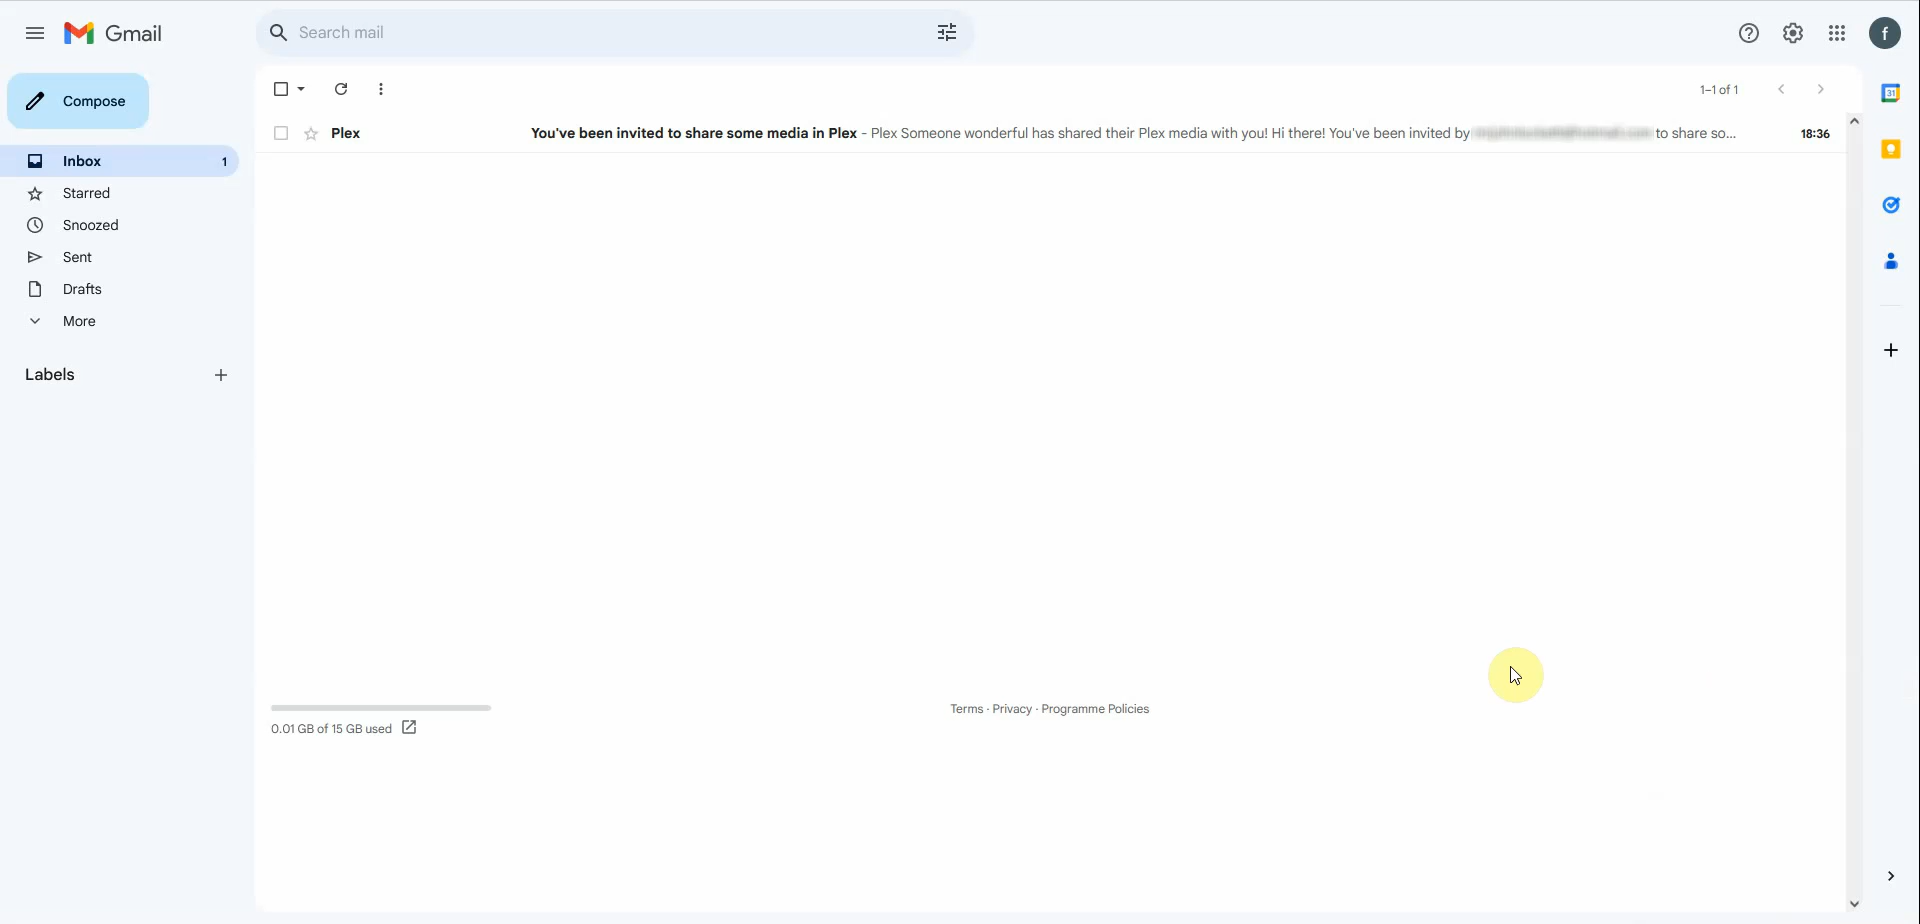 Gmail
Search mail
f
Compose
1–1 of 1
31
Plex You've been invited to share some media in Plex - Plex Someone wonderful has shared their Plex media with you! Hi there! You've been invited by to share so... 18:36
Inbox 1
Starred
Snoozed
Sent
Drafts
More
Labels
Terms · Privacy · Programme Policies
0.01 GB of 15 GB used